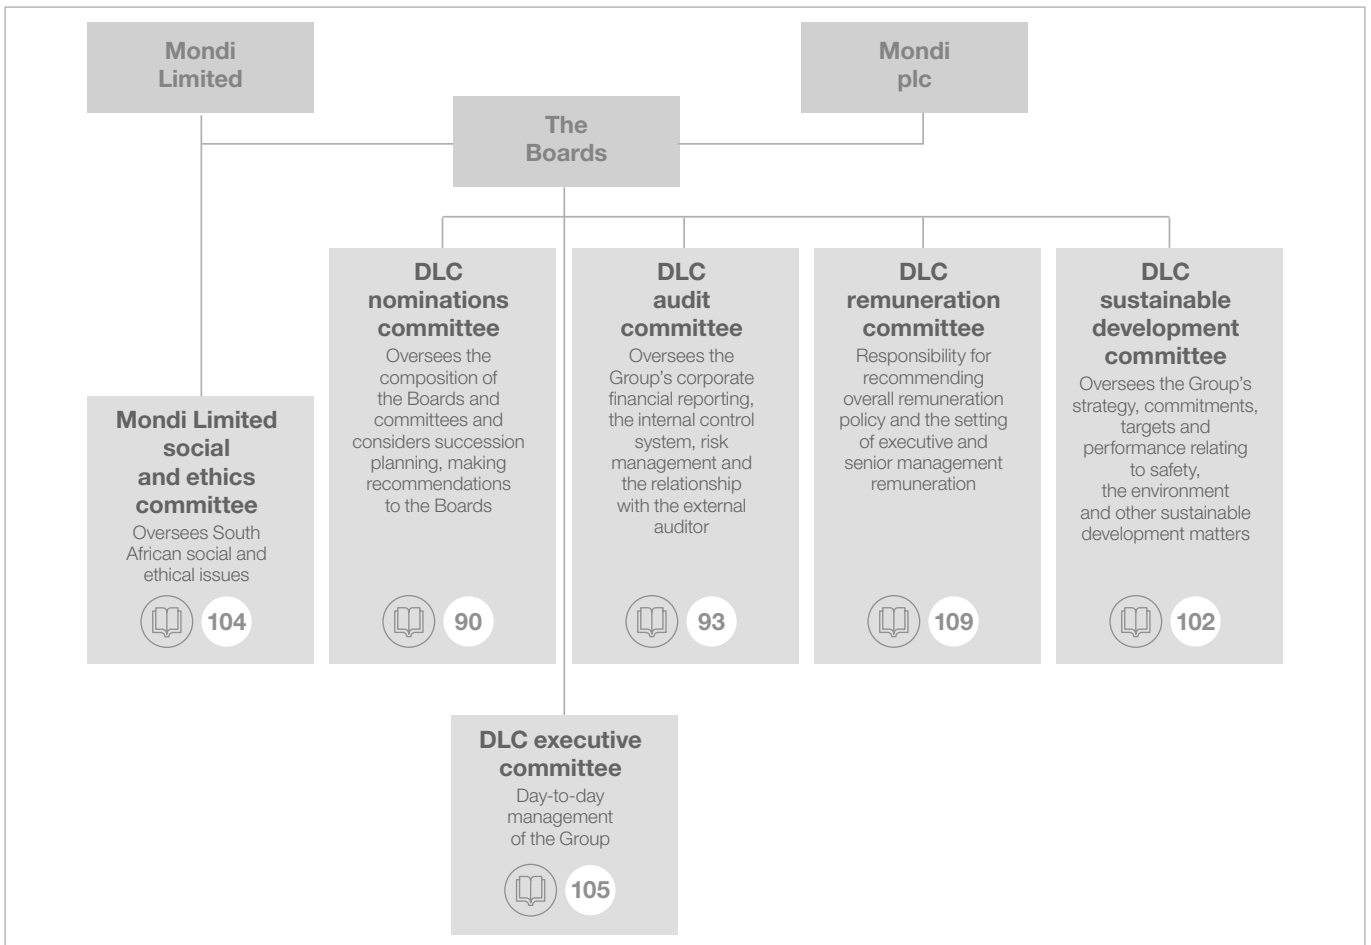 Mondi
Limited
Mondi
plc
The
Boards
Mondi Limited
social
and ethics
committee
Oversees South
African social and
ethical issues
104
DLC
nominations
committee
Oversees the
composition of
the Boards and
committees and
considers succession
planning, making
recommendations
to the Boards
90
DLC
audit
committee
Oversees the
Group's corporate
financial reporting,
the internal control
system, risk
management and
the relationship
with the external
auditor
93
DLC
remuneration
committee
Responsibility for
recommending
overall remuneration
policy and the setting
of executive and
senior management
remuneration
109
DLC
sustainable
development
committee
Oversees the Group's
strategy, commitments,
targets and
performance relating
to safety,
the environment
and other sustainable
development matters
102
DLC executive
committee
Day-to-day
management
of the Group
105